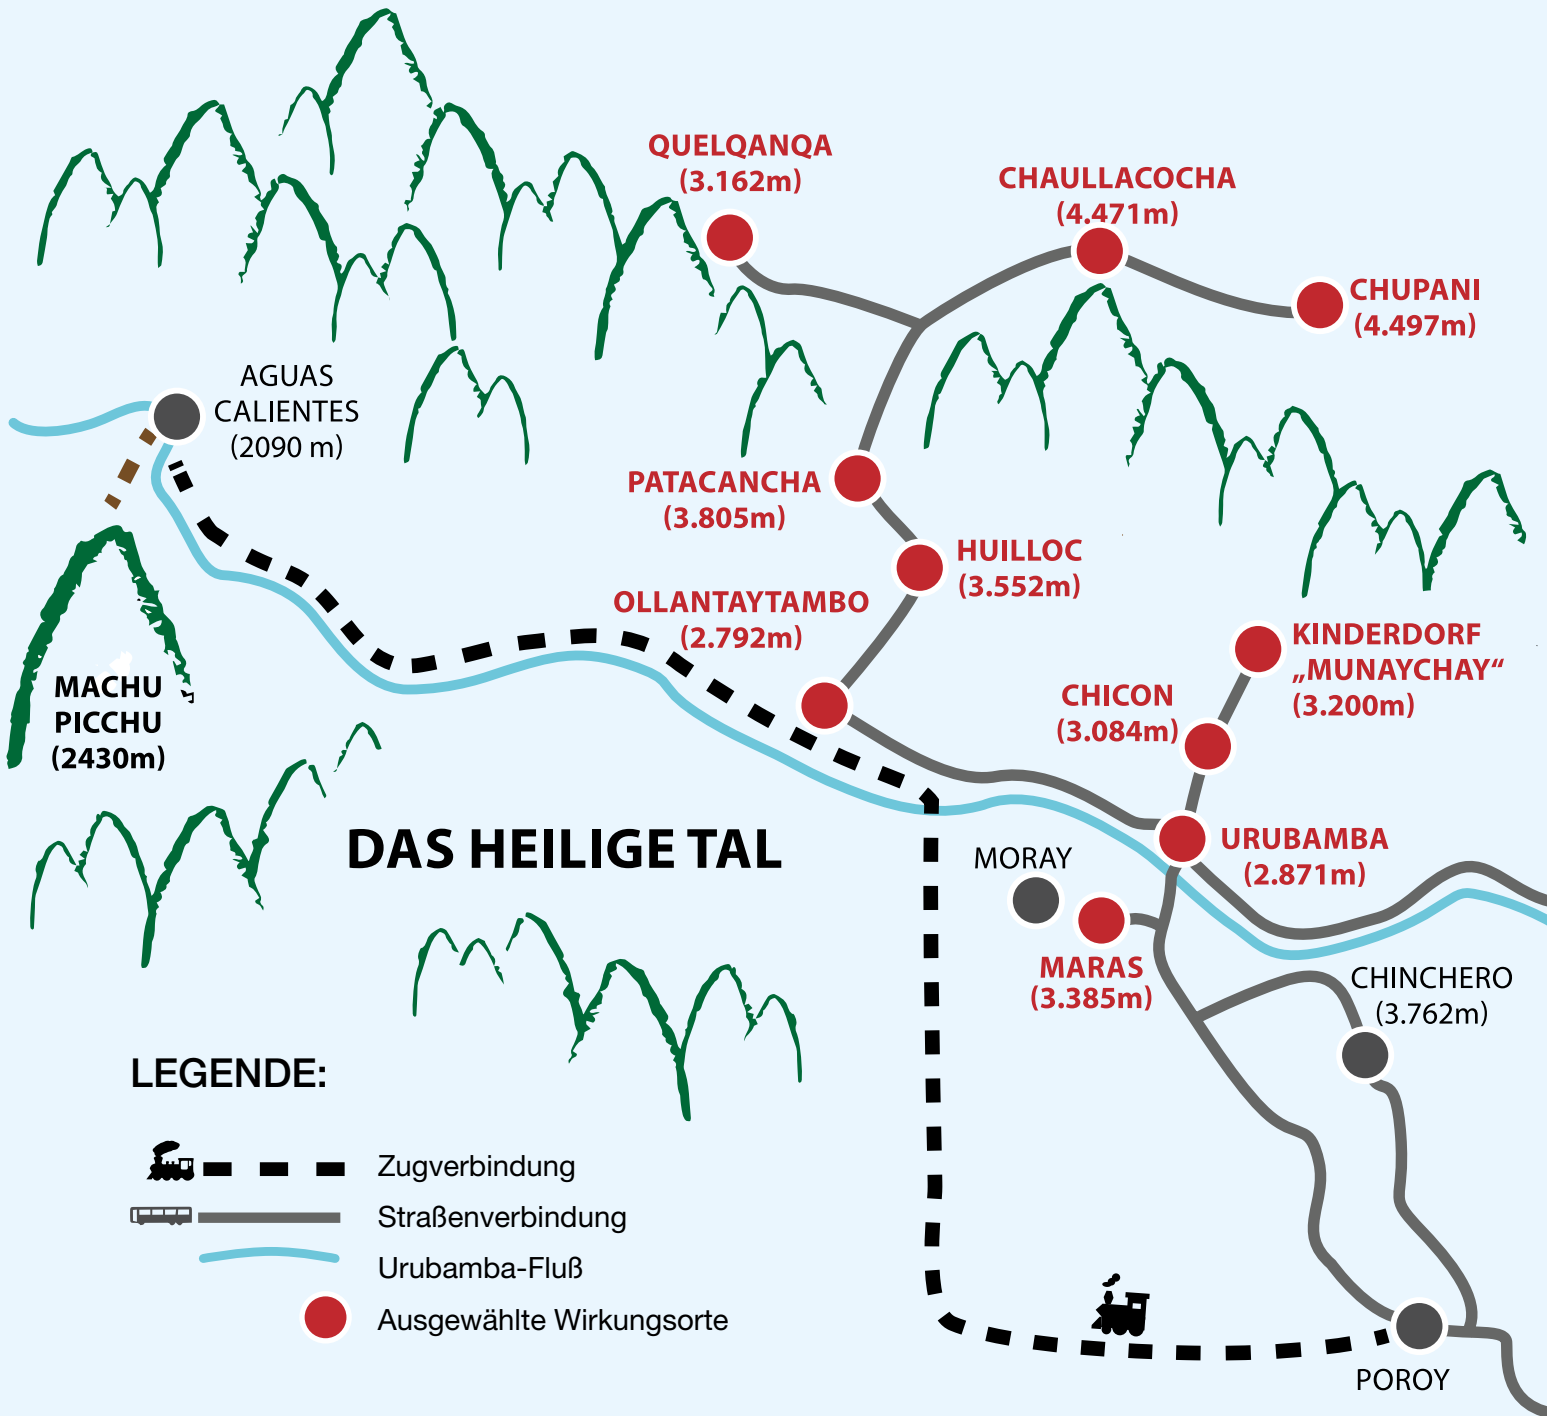 QUELQANQA
(3.162m)
CHAULLACOCHA
(4.471m)
CHUPANI
(4.497m)
AGUAS
CALIENTES
(2090 m)
PATACANCHA
(3.805m)
HUILLOC
(3.552m)
OLLANTAYTAMBO
(2.792m)
KINDERDORF
„MUNAYCHAY“
(3.200m)
CHICON
(3.084m)
MACHU
PICCHU
(2430m)
DAS HEILIGE TAL
URUBAMBA
(2.871m)
MORAY
MARAS
(3.385m)
CHINCHERO
(3.762m)
LEGENDE:
Zugverbindung
Straßenverbindung
Urubamba-Fluß
Ausgewählte Wirkungsorte
POROY